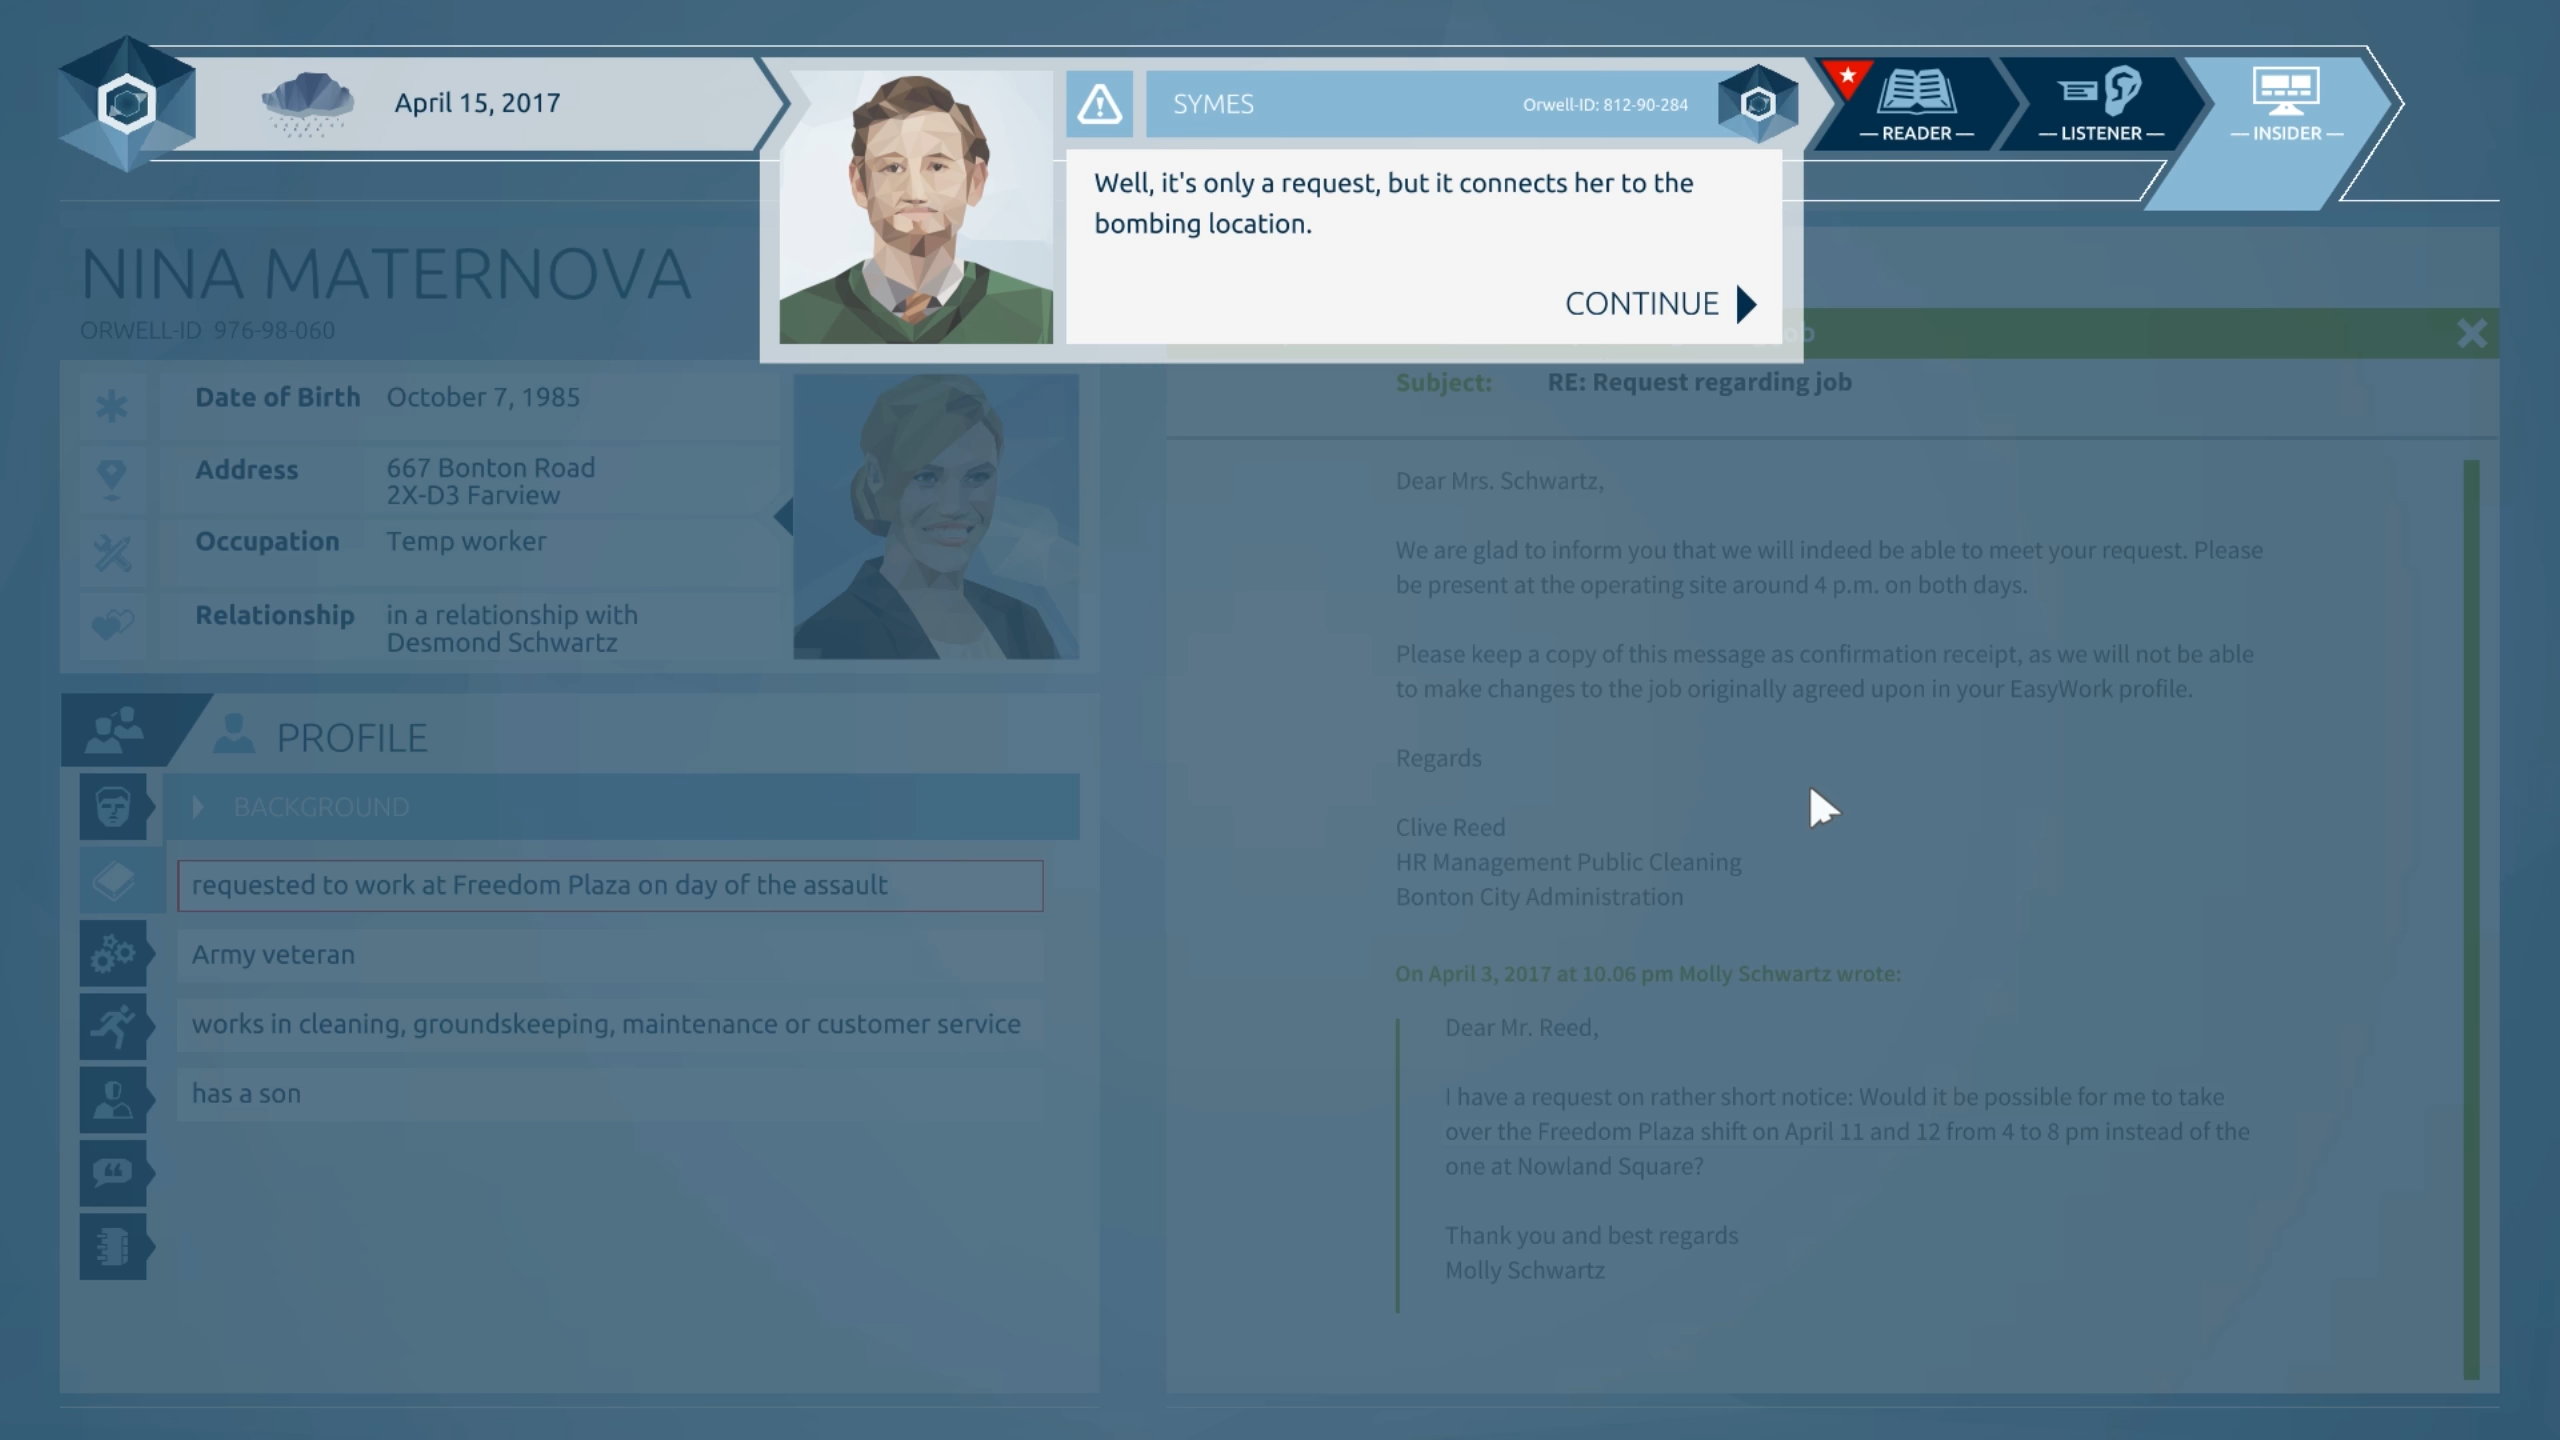 April 15, 2017
SYMES
Orwell-ID: 812-90-284
Well, it's only a request, but it connects her to the
bombing location.
CONTINUE
READER
LISTENER
INSIDER
NINA MATERNOVA
ORWELL-ID 976-98-060
Date of Birth October 7, 1985
Address 667 Bonton Road
2X-D3 Farview
Occupation Temp worker
Relationship in a relationship with
Desmond Schwartz
PROFILE
BACKGROUND
requested to work at Freedom Plaza on day of the assault
Army veteran
works in cleaning, groundskeeping, maintenance or customer service
has a son
Subject: RE: Request regarding job
Dear Mrs. Schwartz,
We are glad to inform you that we will indeed be able to meet your request. Please
be present at the operating site around 4 p.m. on both days.
Please keep a copy of this message as confirmation receipt, as we will not be able
to make changes to the job originally agreed upon in your EasyWork profile.
Regards
Clive Reed
HR Management Public Cleaning
Bonton City Administration
On April 3, 2017 at 10.06 pm Molly Schwartz wrote:
Dear Mr. Reed,
I have a request on rather short notice: Would it be possible for me to take
over the Freedom Plaza shift on April 11 and 12 from 4 to 8 pm instead of the
one at Nowland Square?
Thank you and best regards
Molly Schwartz